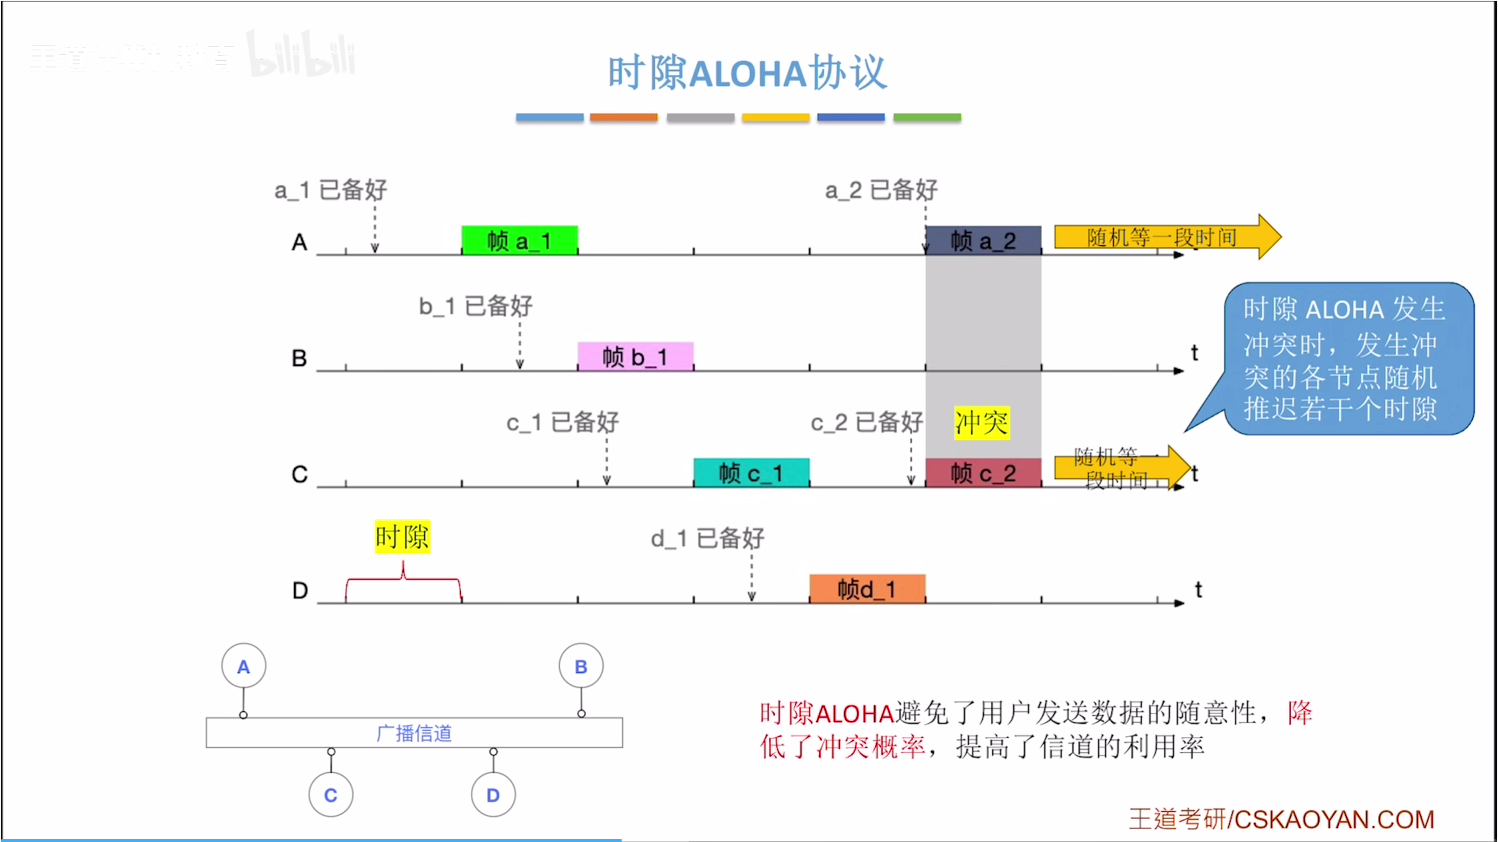 bilibili
时隙ALOHA协议
a_1 已备好
a_2 已备好
A
帧 a_1
帧 a_2
随机等一段时间
b_1 已备好
B
帧 b_1
t
时隙 ALOHA 发生
冲突时，发生冲
突的各节点随机
推迟若干个时隙
c_1 已备好
c_2 已备好
冲突
C
帧 c_1
帧 c_2
随机等一
段时间
t
时隙
d_1 已备好
D
帧d_1
t
A
B
广播信道
C
D
时隙ALOHA避免了用户发送数据的随意性，降
低了冲突概率，提高了信道的利用率
王道考研/CSKAOYAN.COM